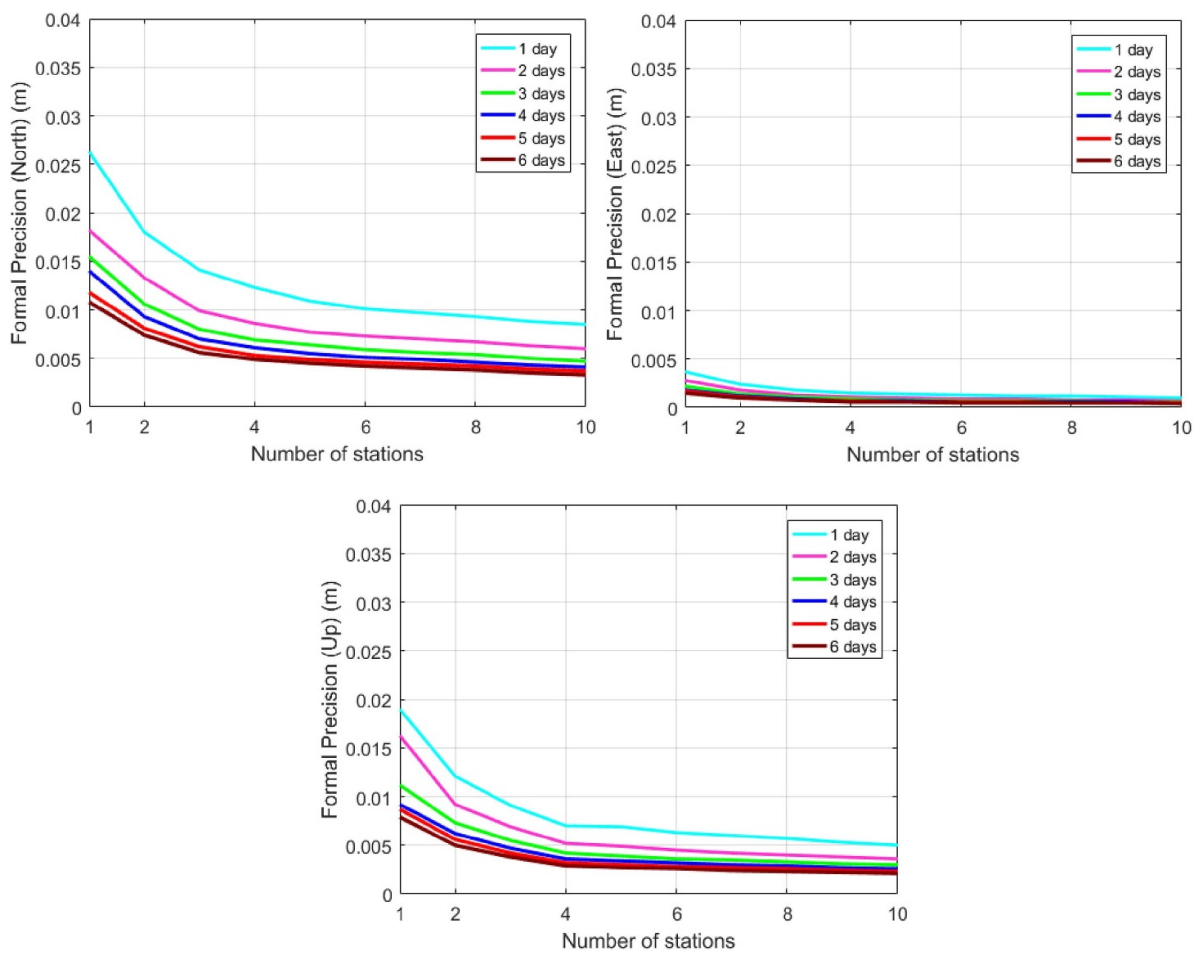 Formal Precision (North) (m)
0.04
0.035
0.03
0.025
0.02
0.015
0.01
0.005
0
1 2 4 6 8 10
Number of stations
1 day
2 days
3 days
4 days
5 days
6 days
Formal Precision (East) (m)
0.04
0.035
0.03
0.025
0.02
0.015
0.01
0.005
0
1 2 4 6 8 10
Number of stations
1 day
2 days
3 days
4 days
5 days
6 days
Formal Precision (Up) (m)
0.04
0.035
0.03
0.025
0.02
0.015
0.01
0.005
0
1 2 4 6 8 10
Number of stations
1 day
2 days
3 days
4 days
5 days
6 days